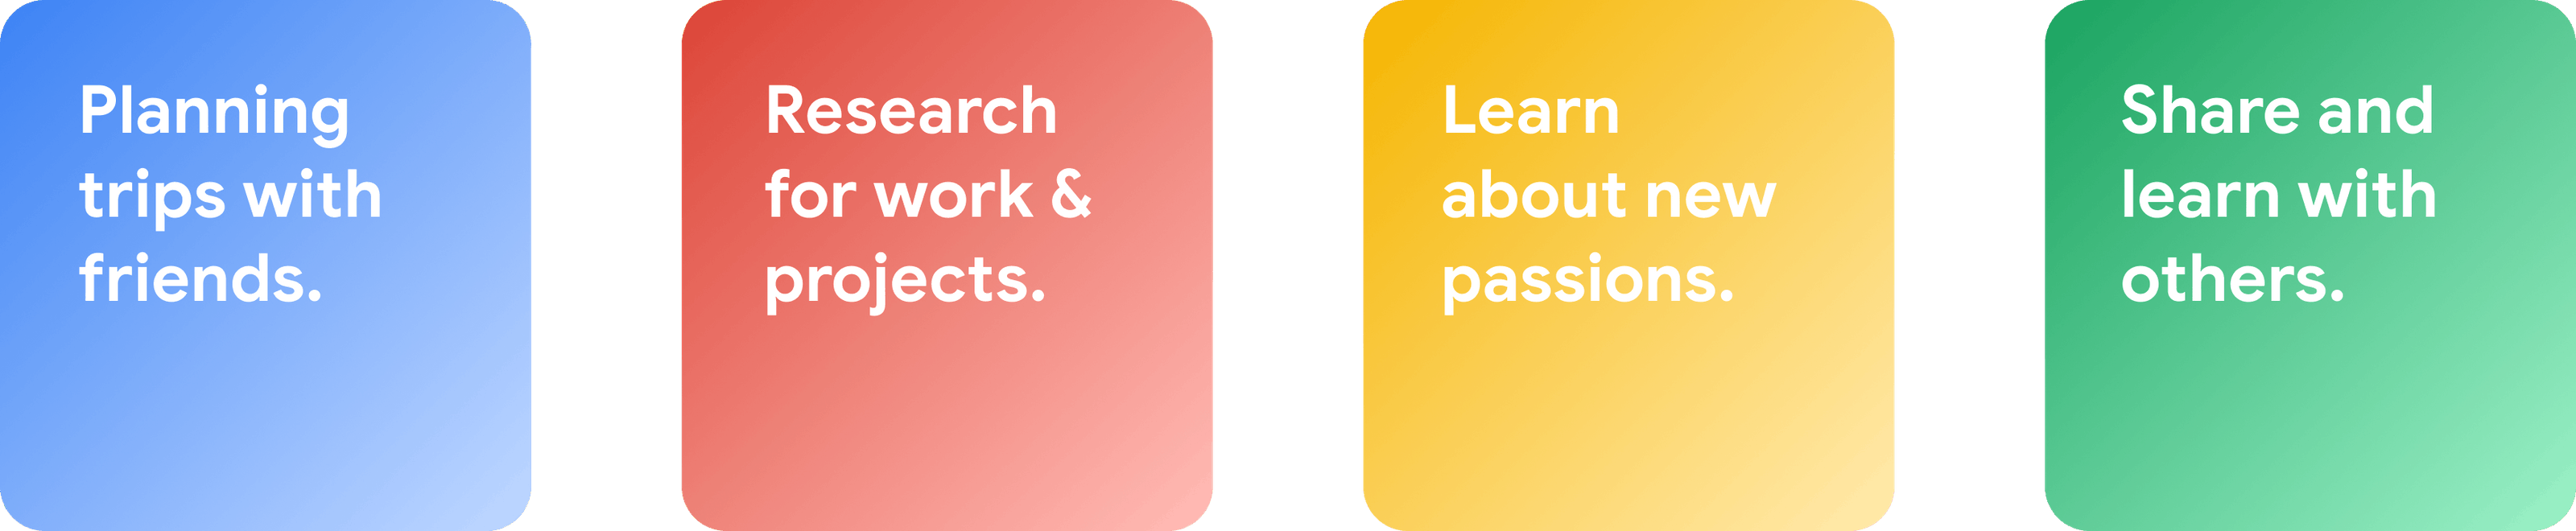 Planning
trips with
friends.
Research
for work &
projects.
Learn
about new
passions.
Share and
learn with
others.